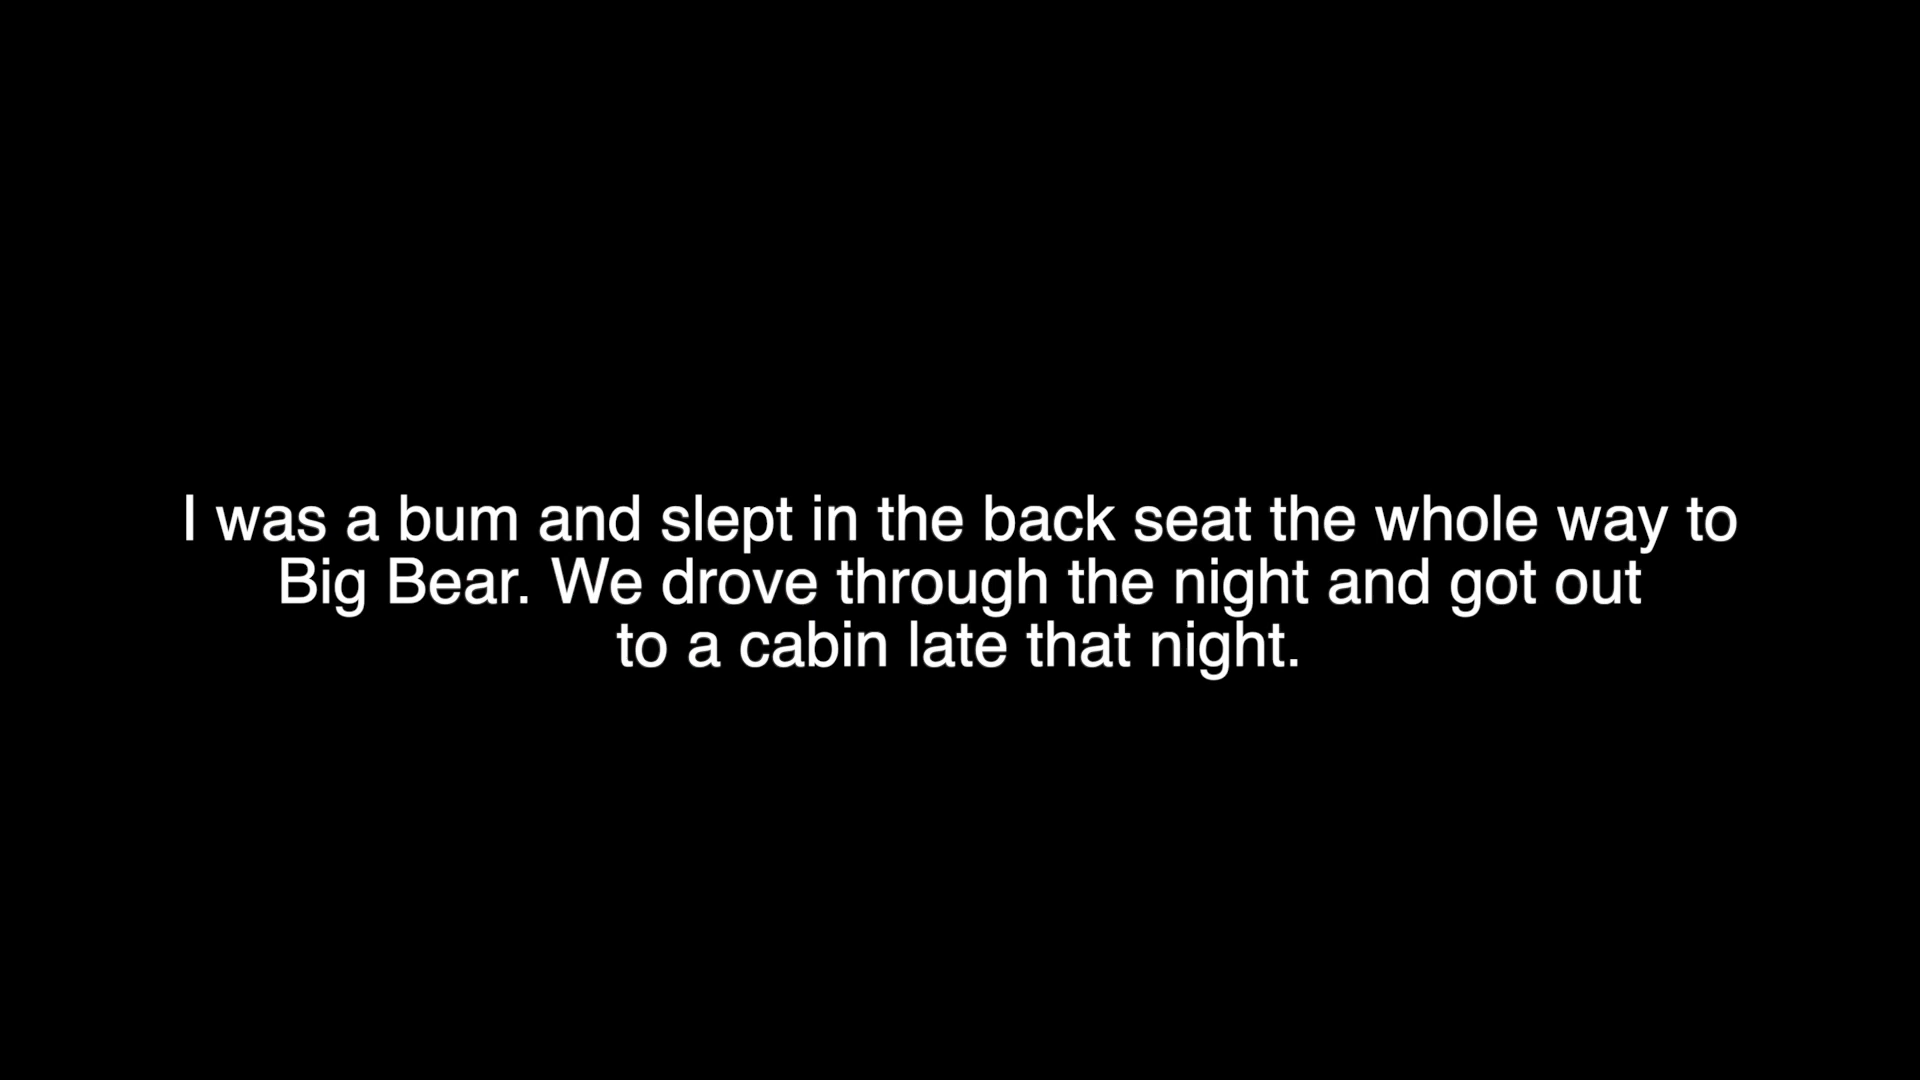 I was a bum and slept in the back seat the whole way to
Big Bear. We drove through the night and got out
to a cabin late that night.